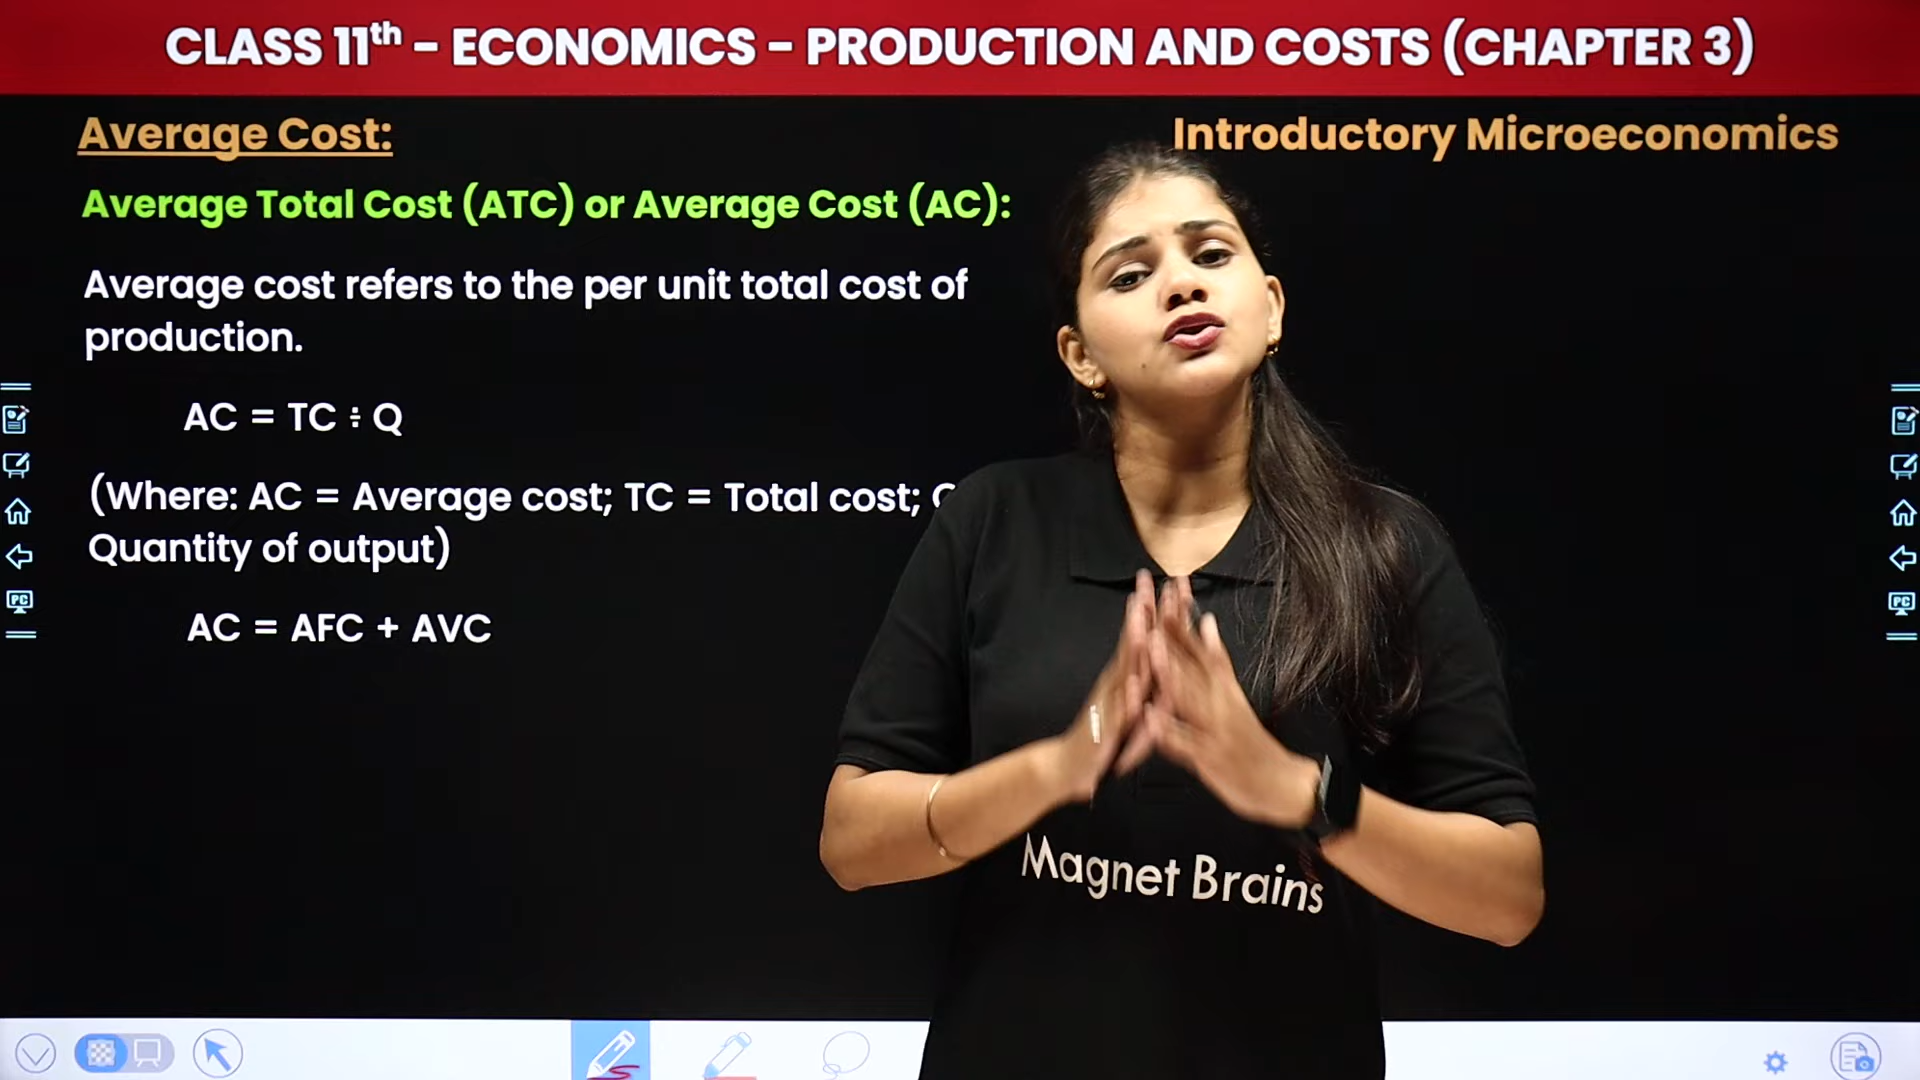 CLASS 11th - ECONOMICS - PRODUCTION AND COSTS (CHAPTER 3)
Average Cost:
Introductory Microeconomics
Average Total Cost (ATC) or Average Cost (AC):
Average cost refers to the per unit total cost of
production.
AC = TC ÷ Q
(Where: AC = Average cost; TC = Total cost;
Quantity of output)
AC = AFC + AVC
Magnet Brains
PC
PC